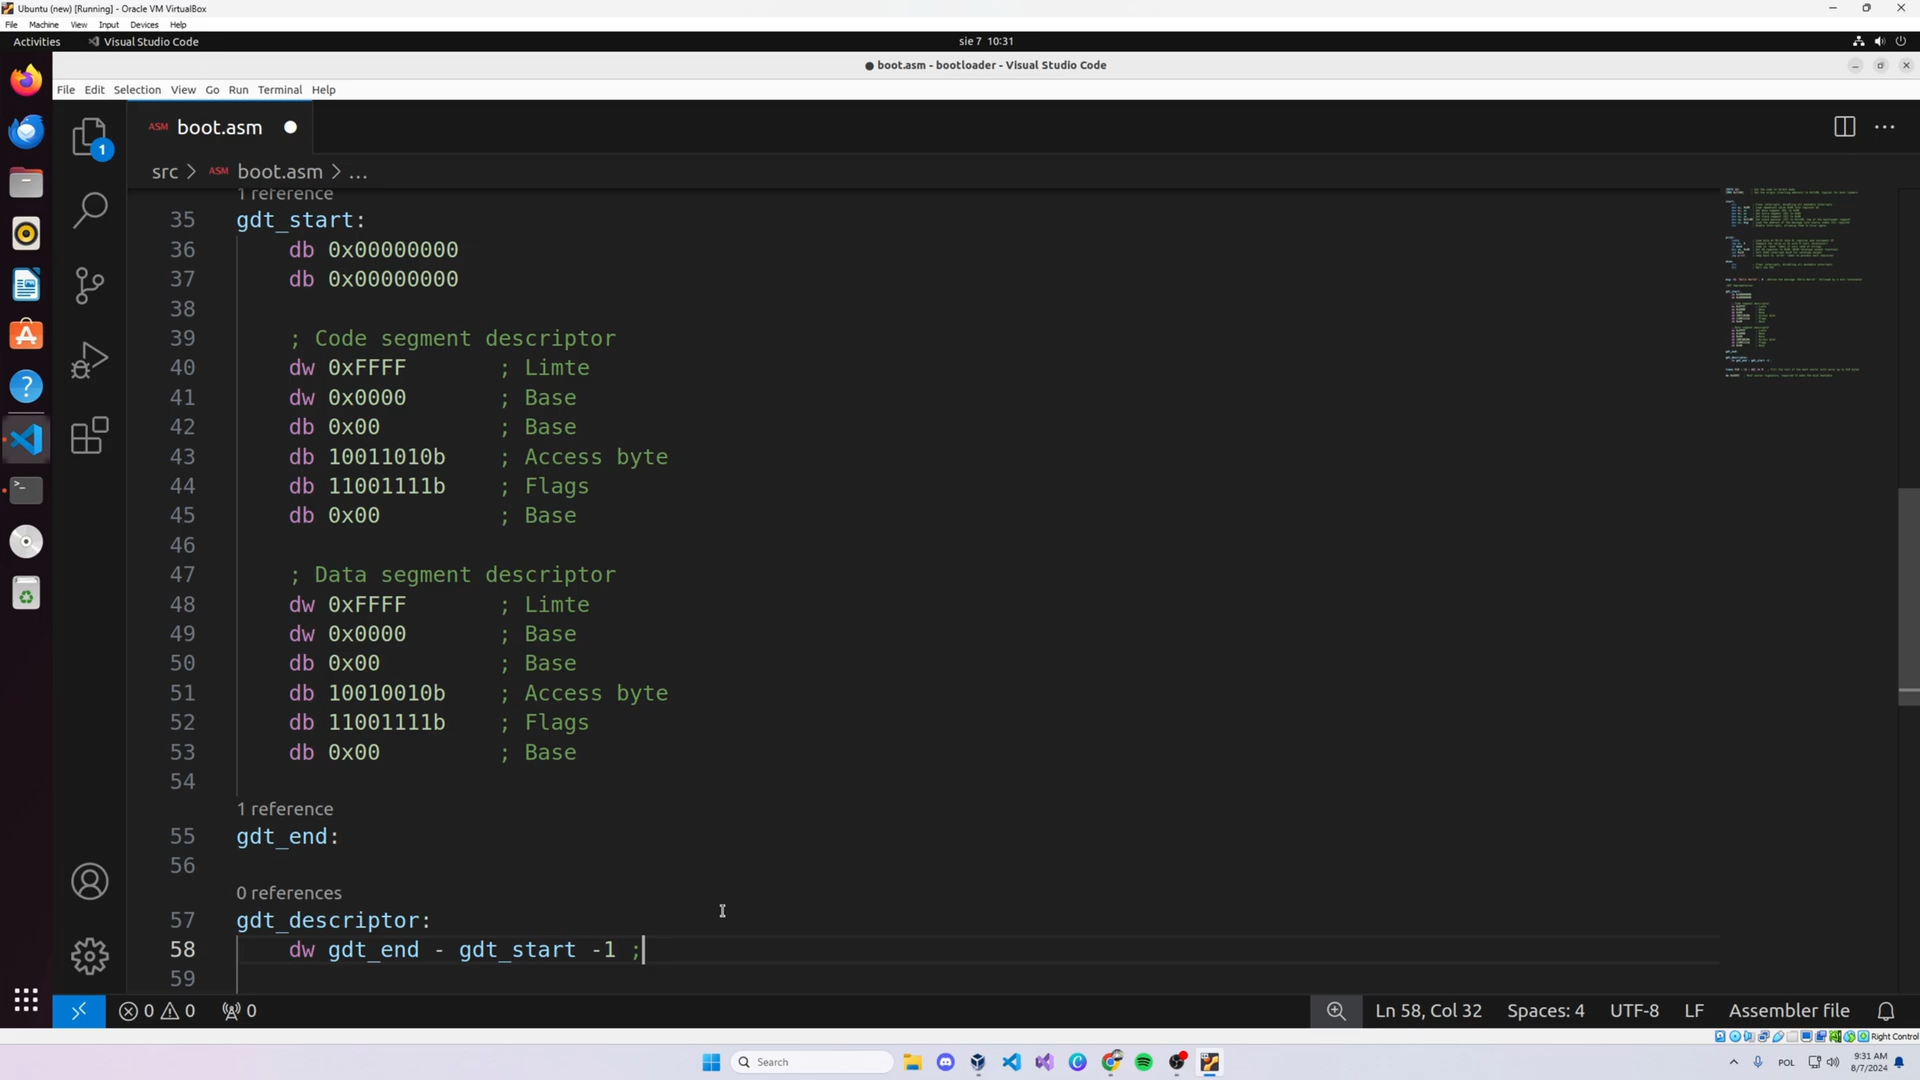 Ubuntu (new) [Running] - Oracle VM VirtualBox
File Machine View Input Devices Help
Activities Visual Studio Code sie 7 10:31
● boot.asm - bootloader - Visual Studio Code
File Edit Selection View Go Run Terminal Help
ASM boot.asm ●
1
src > ASM boot.asm > ...
1 reference
35 gdt_start:
36 db 0x00000000
37 db 0x00000000
38
39 ; Code segment descriptor
40 dw 0xFFFF ; Limte
41 dw 0x0000 ; Base
42 db 0x00 ; Base
43 db 10011010b ; Access byte
44 db 11001111b ; Flags
45 db 0x00 ; Base
46
47 ; Data segment descriptor
48 dw 0xFFFF ; Limte
49 dw 0x0000 ; Base
50 db 0x00 ; Base
51 db 10010010b ; Access byte
52 db 11001111b ; Flags
53 db 0x00 ; Base
54
1 reference
55 gdt_end:
56
0 references
57 gdt_descriptor:
58 dw gdt_end - gdt_start -1 ;
59
0 0 0 Ln 58, Col 32 Spaces: 4 UTF-8 LF Assembler file
Right Control
Search POL 9:31 AM
8/7/2024